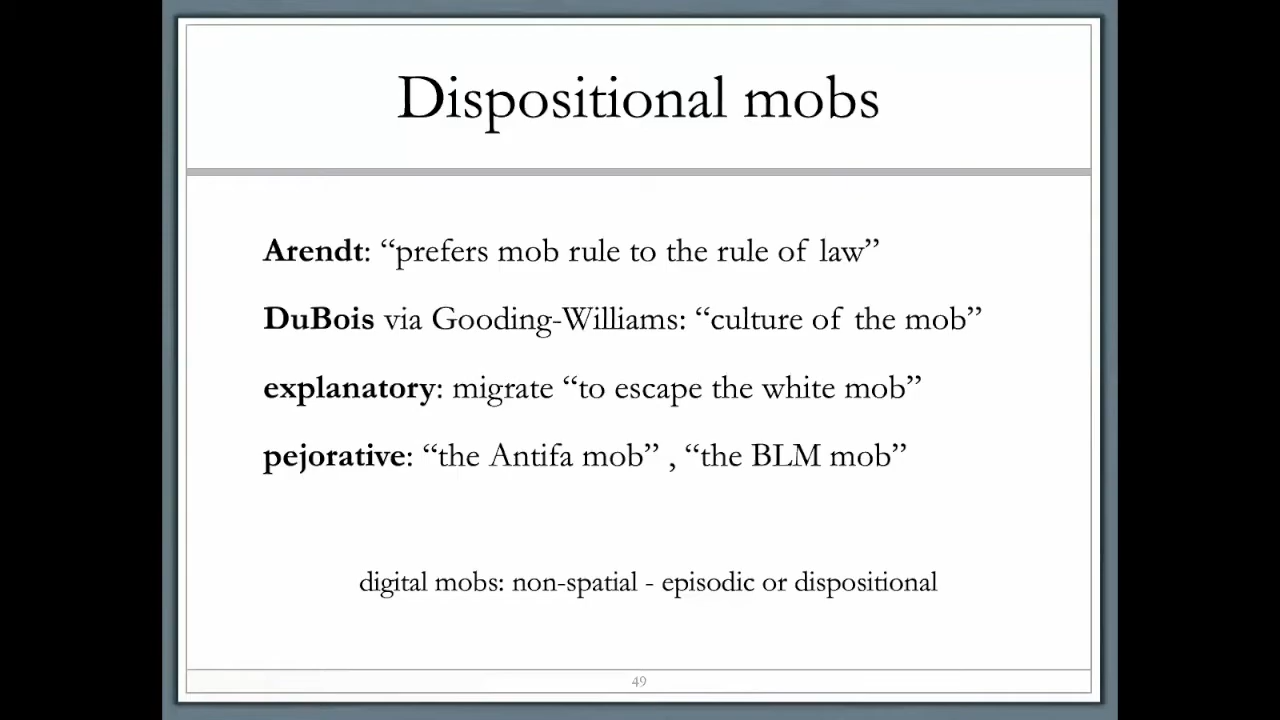 Dispositional mobs
Arendt: “prefers mob rule to the rule of law”
DuBois via Gooding-Williams: “culture of the mob”
explanatory: migrate “to escape the white mob”
pejorative: “the Antifa mob” , “the BLM mob”
digital mobs: non-spatial - episodic or dispositional
49